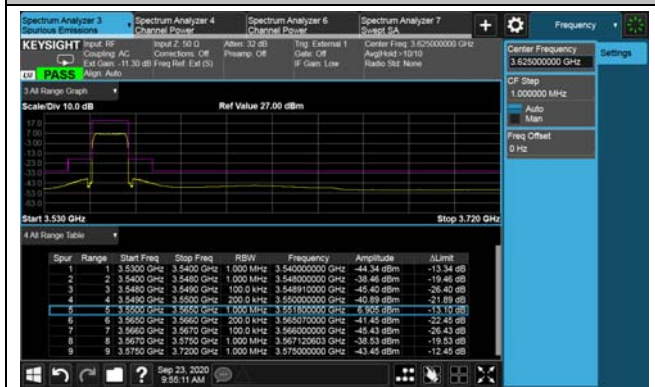 Spectrum Analyzer 3
Spurious Emissions
Spectrum Analyzer 4
Channel Power
Spectrum Analyzer 6
Channel Power
Spectrum Analyzer 7
Swept SA
Frequency
KEYSIGHT
Input: RF
Coupling: AC
Ext Gain: -11.30 dB
Align: Auto
Input Z: 50 Ω
Corrections: Off
Freq Ref: Ext (S)
Atten: 32 dB
Preamp: Off
Trig: External 1
Gate: Off
IF Gain: Low
Center Freq: 3.625000000 GHz
Avg|Hold:>10/10
Radio Std: None
LXI
PASS
Center Frequency
3.625000000 GHz
Settings
CF Step
1.000000 MHz
Auto
Man
Freq Offset
0 Hz
3 All Range Graph
Scale/Div 10.0 dB
Ref Value 27.00 dBm
17.0
7.00
-3.00
-13.0
-23.0
-33.0
-43.0
-53.0
-63.0
Start 3.530 GHz
Stop 3.720 GHz
4 All Range Table
Spur Range Start Freq Stop Freq RBW Frequency Amplitude ΔLimit
1 1 3.5300 GHz 3.5400 GHz 1.000 MHz 3.540000000 GHz -44.34 dBm -13.34 dB
2 2 3.5400 GHz 3.5480 GHz 1.000 MHz 3.548000000 GHz -38.46 dBm -19.46 dB
3 3 3.5480 GHz 3.5490 GHz 100.0 kHz 3.548910000 GHz -45.40 dBm -26.40 dB
4 4 3.5490 GHz 3.5500 GHz 200.0 kHz 3.550000000 GHz -40.89 dBm -21.89 dB
5 5 3.5500 GHz 3.5650 GHz 1.000 MHz 3.551800000 GHz 6.905 dBm -13.10 dB
6 6 3.5650 GHz 3.5660 GHz 200.0 kHz 3.565070000 GHz -41.45 dBm -22.45 dB
7 7 3.5660 GHz 3.5670 GHz 100.0 kHz 3.566000000 GHz -45.43 dBm -26.43 dB
8 8 3.5670 GHz 3.5750 GHz 1.000 MHz 3.567120603 GHz -38.53 dBm -19.53 dB
9 9 3.5750 GHz 3.7200 GHz 1.000 MHz 3.575000000 GHz -43.45 dBm -12.45 dB
Sep 23, 2020
9:55:11 AM